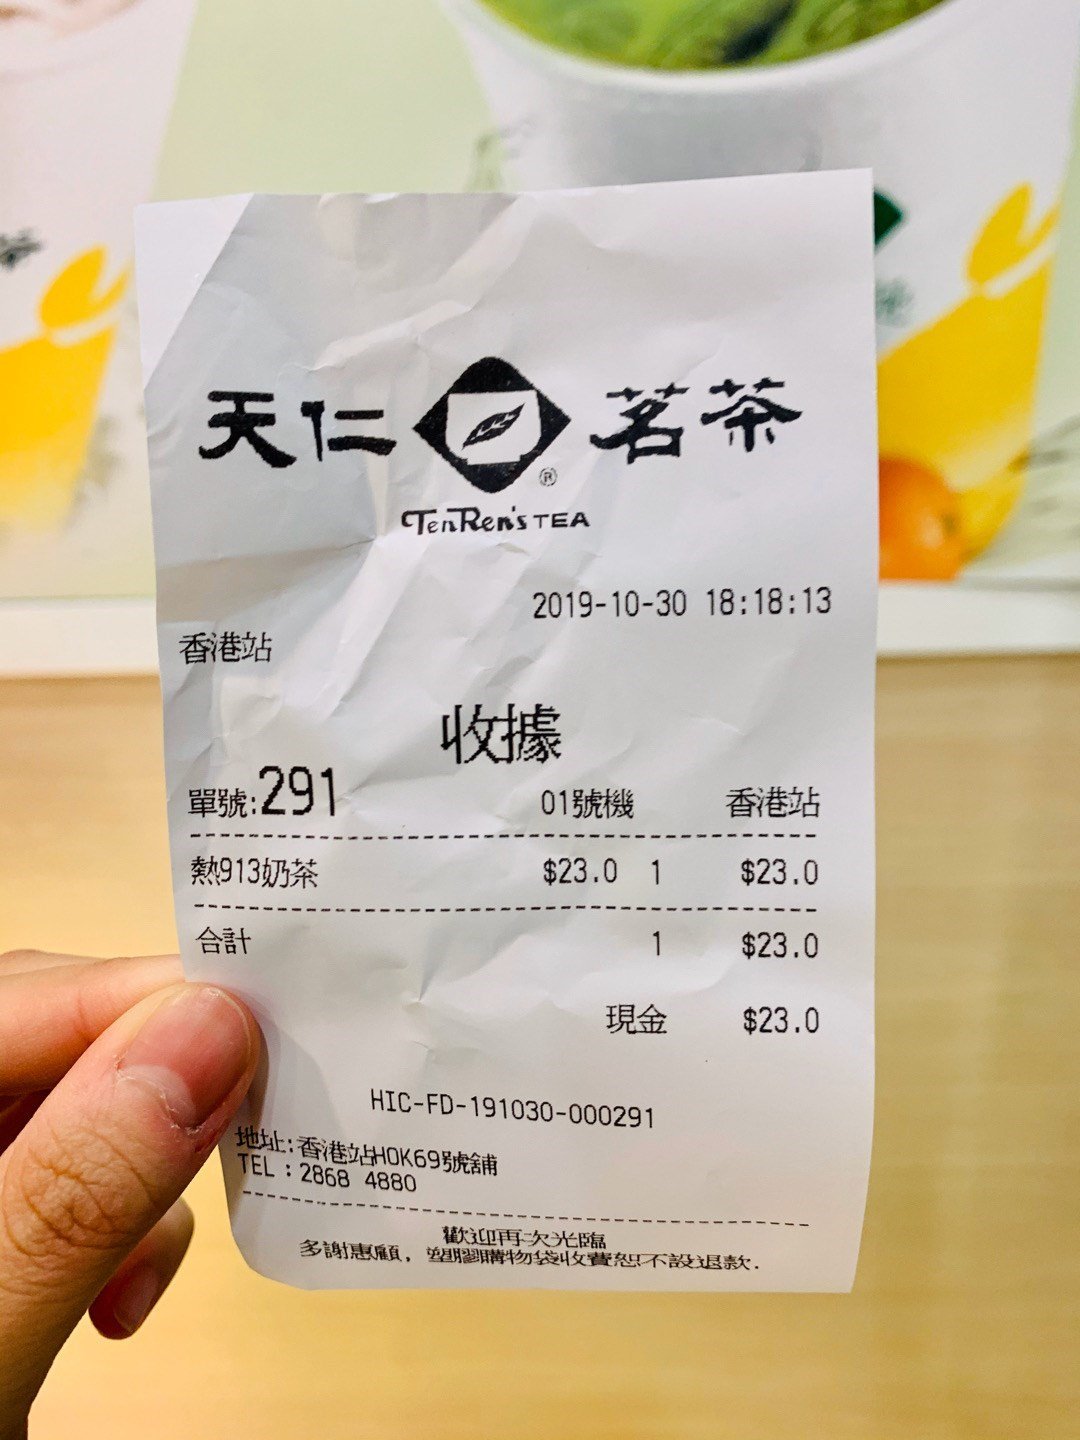 天仁茗茶
®
TenRen's TEA
2019-10-30 18:18:13
香港站
收據
單號:291 01號機 香港站
熱913奶茶 $23.0 1 $23.0
合計 1 $23.0
現金 $23.0
HIC-FD-191030-000291
地址:香港站HOK69號舖
TEL:2868 4880
歡迎再次光臨
多謝惠顧, 塑膠購物袋收費恕不設退款.